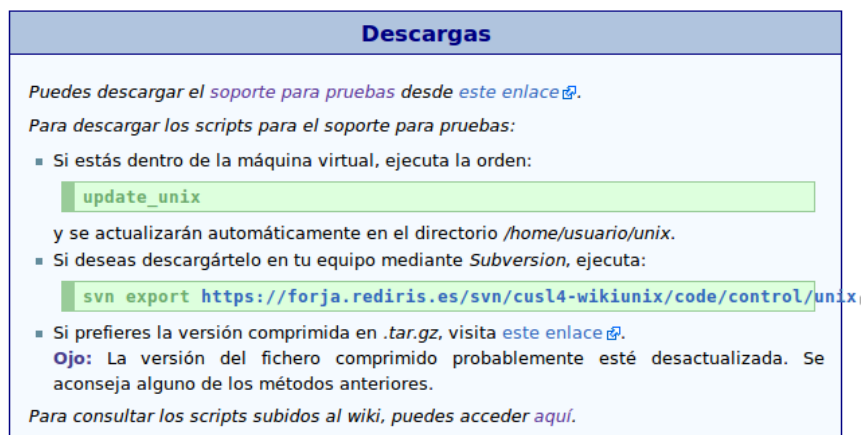 Descargas
Puedes descargar el soporte para pruebas desde este enlace.
Para descargar los scripts para el soporte para pruebas:
Si estás dentro de la máquina virtual, ejecuta la orden:
update_unix
y se actualizarán automáticamente en el directorio /home/usuario/unix.
Si deseas descargártelo en tu equipo mediante Subversion, ejecuta:
svn export https://forja.rediris.es/svn/cusl4-wikiunix/code/control/unix
Si prefieres la versión comprimida en .tar.gz, visita este enlace.
Ojo: La versión del fichero comprimido probablemente esté desactualizada. Se
aconseja alguno de los métodos anteriores.
Para consultar los scripts subidos al wiki, puedes acceder aquí.